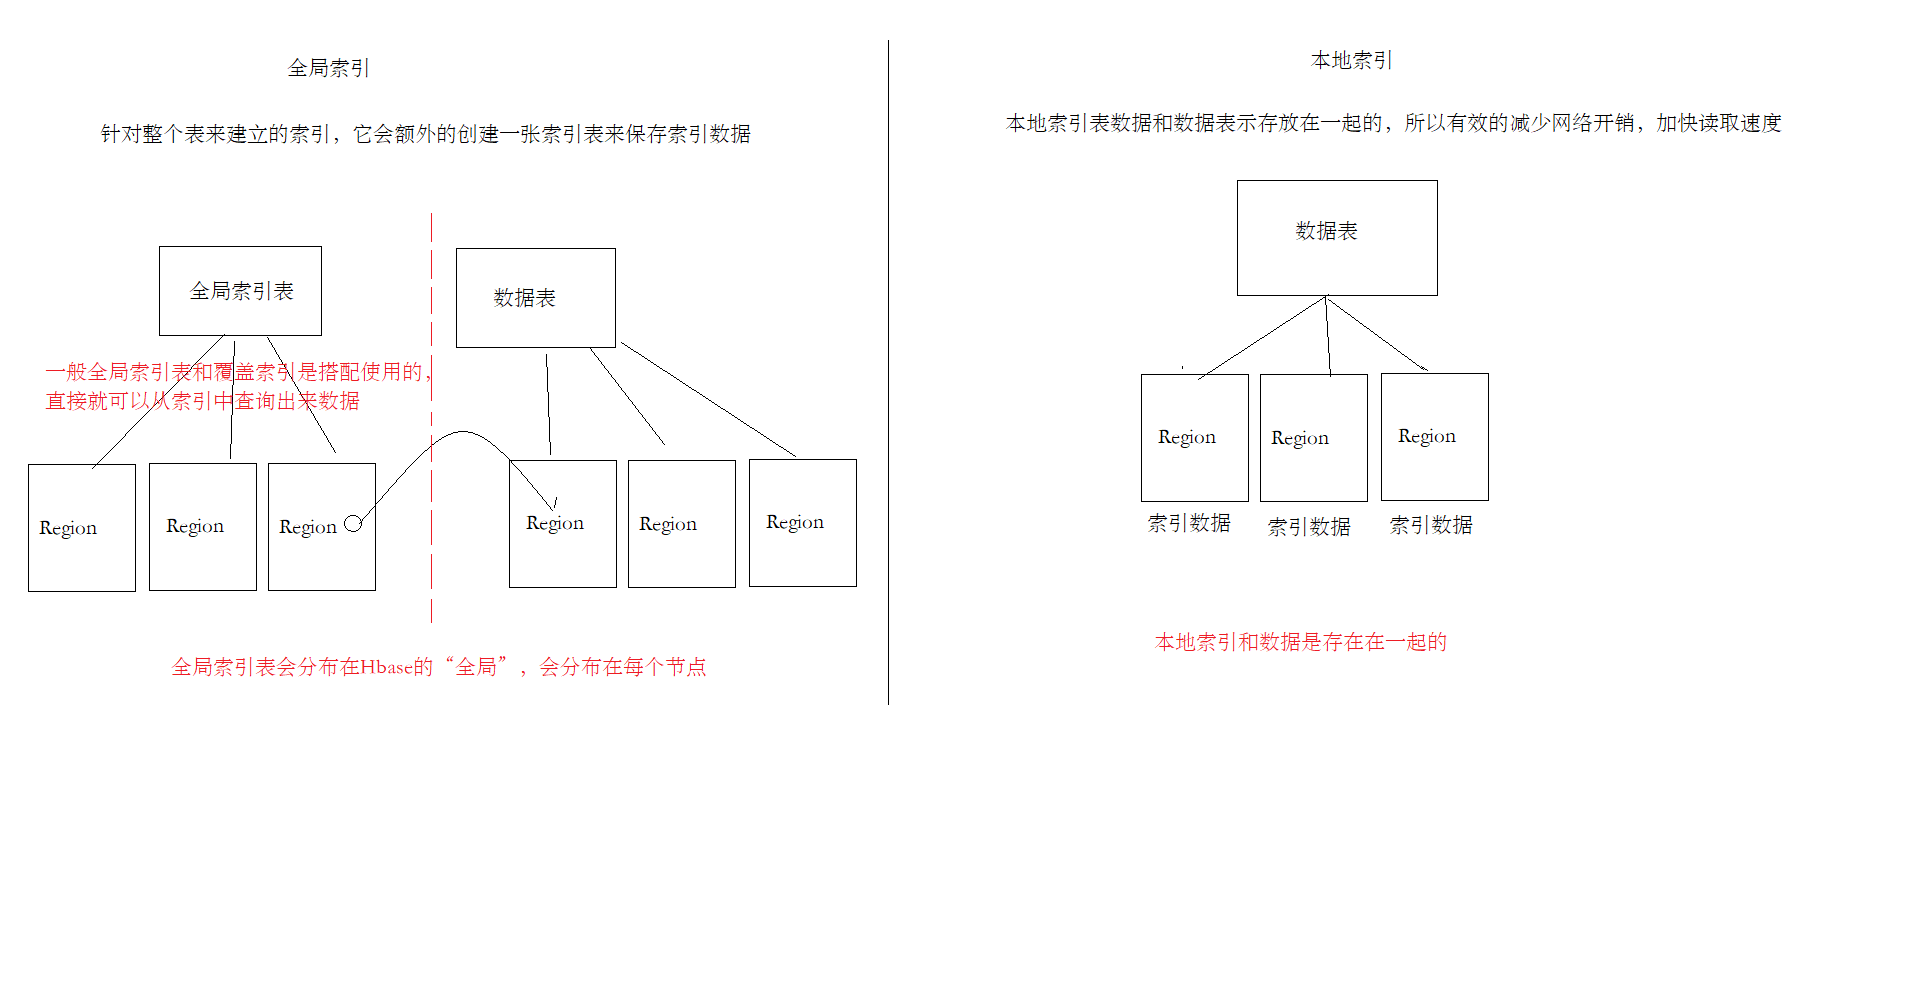 全局索引
针对整个表来建立的索引，它会额外的创建一张索引表来保存索引数据
全局索引表
数据表
一般全局索引表和覆盖索引是搭配使用的，
直接就可以从索引中查询出来数据
Region
Region
Region
Region
Region
Region
全局索引表会分布在Hbase的“全局”，会分布在每个节点
本地索引
本地索引表数据和数据表示存放在一起的，所以有效的减少网络开销，加快读取速度
数据表
Region
Region
Region
索引数据
索引数据
索引数据
本地索引和数据是存在在一起的